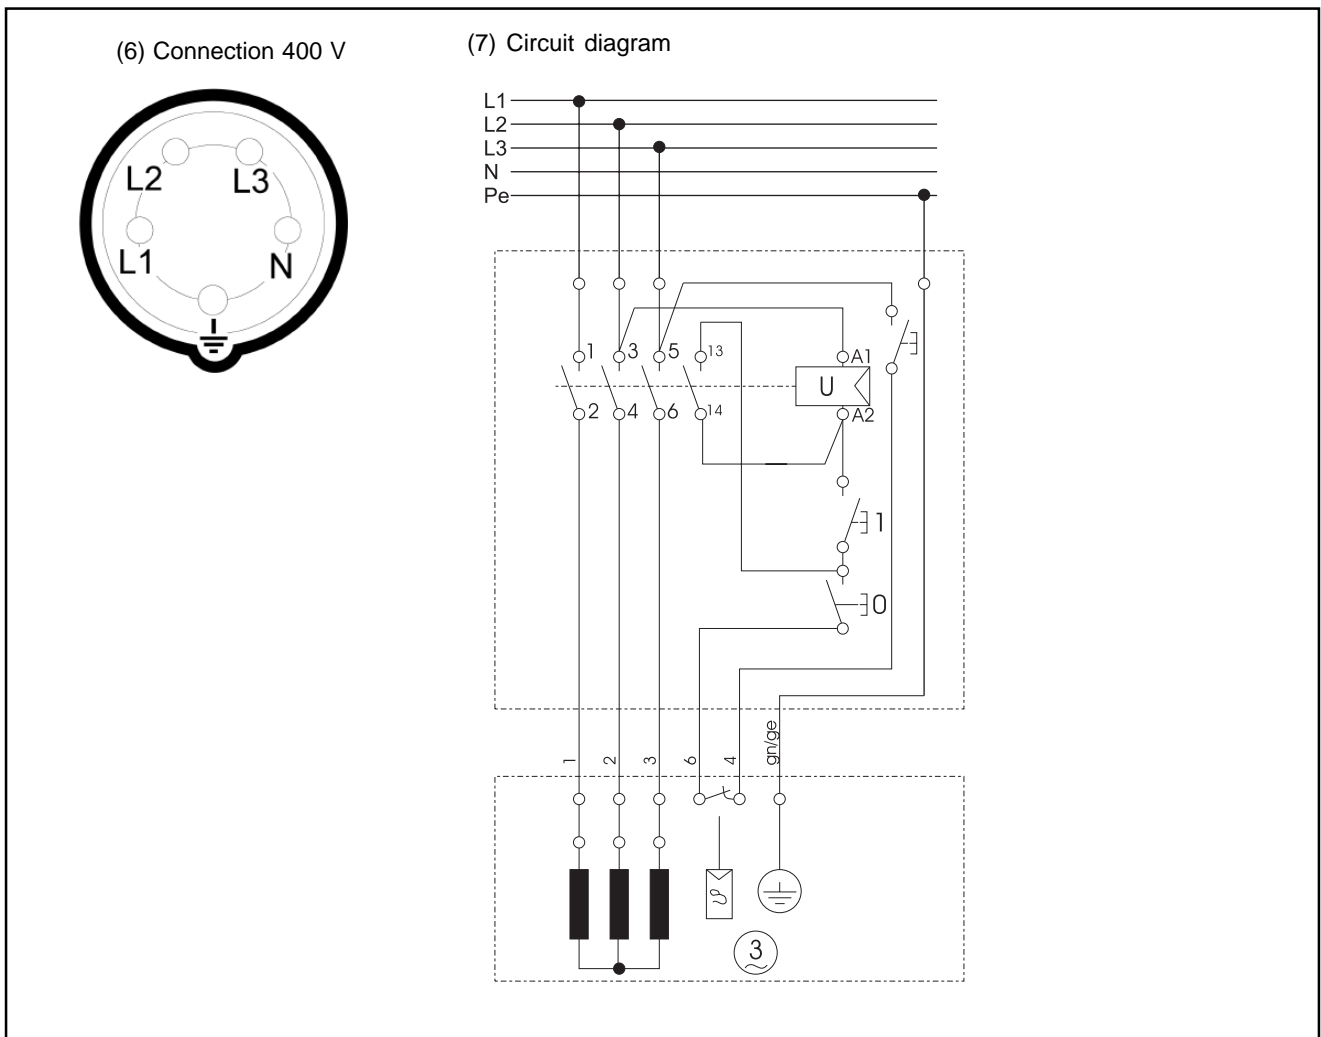 (6) Connection 400 V
L2
L3
L1
N
(7) Circuit diagram
L1
L2
L3
N
Pe
1
3
5
13
A1
U
2
4
6
14
A2
1
0
1
2
3
6
4
gn/ge
ϑ
3